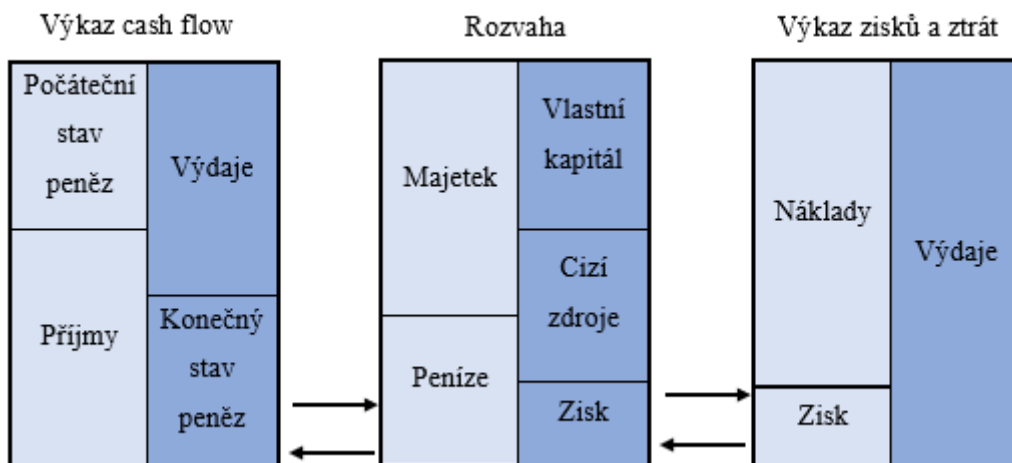 Výkaz cash flow
Rozvaha
Výkaz zisků a ztrát
Počáteční
stav
peněz
Výdaje
Příjmy
Konečný
stav
peněz
Majetek
Vlastní
kapitál
Cizí
zdroje
Peníze
Zisk
Náklady
Výdaje
Zisk